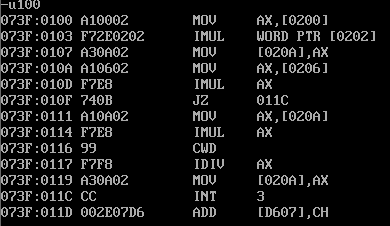 -u100
073F:0100 A10002 MOV AX,[0200]
073F:0103 F72E0202 IMUL WORD PTR [0202]
073F:0107 A30A02 MOV [020A],AX
073F:010A A10602 MOV AX,[0206]
073F:010D F7E8 IMUL AX
073F:010F 740B JZ 011C
073F:0111 A10A02 MOV AX,[020A]
073F:0114 F7E8 IMUL AX
073F:0116 99 CWD
073F:0117 F7F8 IDIV AX
073F:0119 A30A02 MOV [020A],AX
073F:011C CC INT 3
073F:011D 002E07D6 ADD [D607],CH